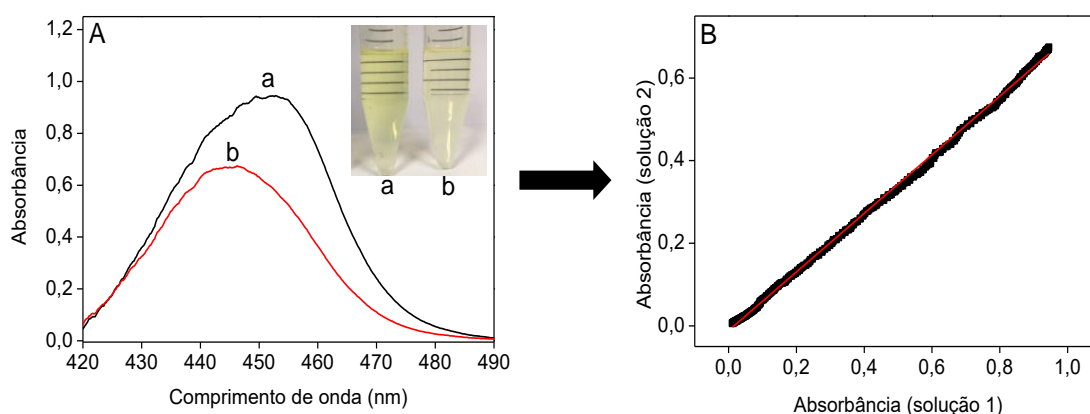 A
1,2
1,0
0,8
0,6
0,4
0,2
0,0
a
b
a
b
420
430
440
450
460
470
480
490
Absorbância
Comprimento de onda (nm)
B
0,6
0,4
0,2
0,0
0,0
0,2
0,4
0,6
0,8
1,0
Absorbância (solução 2)
Absorbância (solução 1)